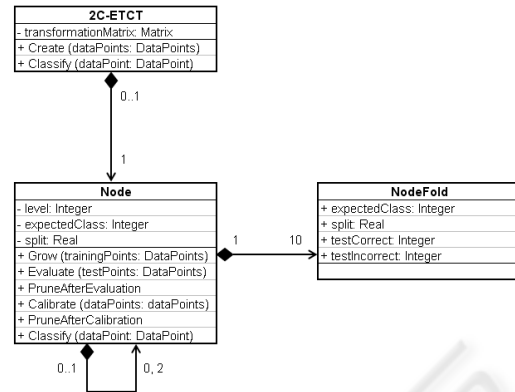 2C-ETCT
- transformationMatrix: Matrix
+ Create (dataPoints: DataPoints)
+ Classify (dataPoint: DataPoint)
0..1
1
Node
- level: Integer
- expectedClass: Integer
- split: Real
+ Grow (trainingPoints: DataPoints)
+ Evaluate (testPoints: DataPoints)
+ PruneAfterEvaluation
+ Calibrate (dataPoints: dataPoints)
+ PruneAfterCalibration
+ Classify (dataPoint: DataPoint)
1
10
NodeFold
+ expectedClass: Integer
+ split: Real
+ testCorrect: Integer
+ testIncorrect: Integer
0..1
0, 2